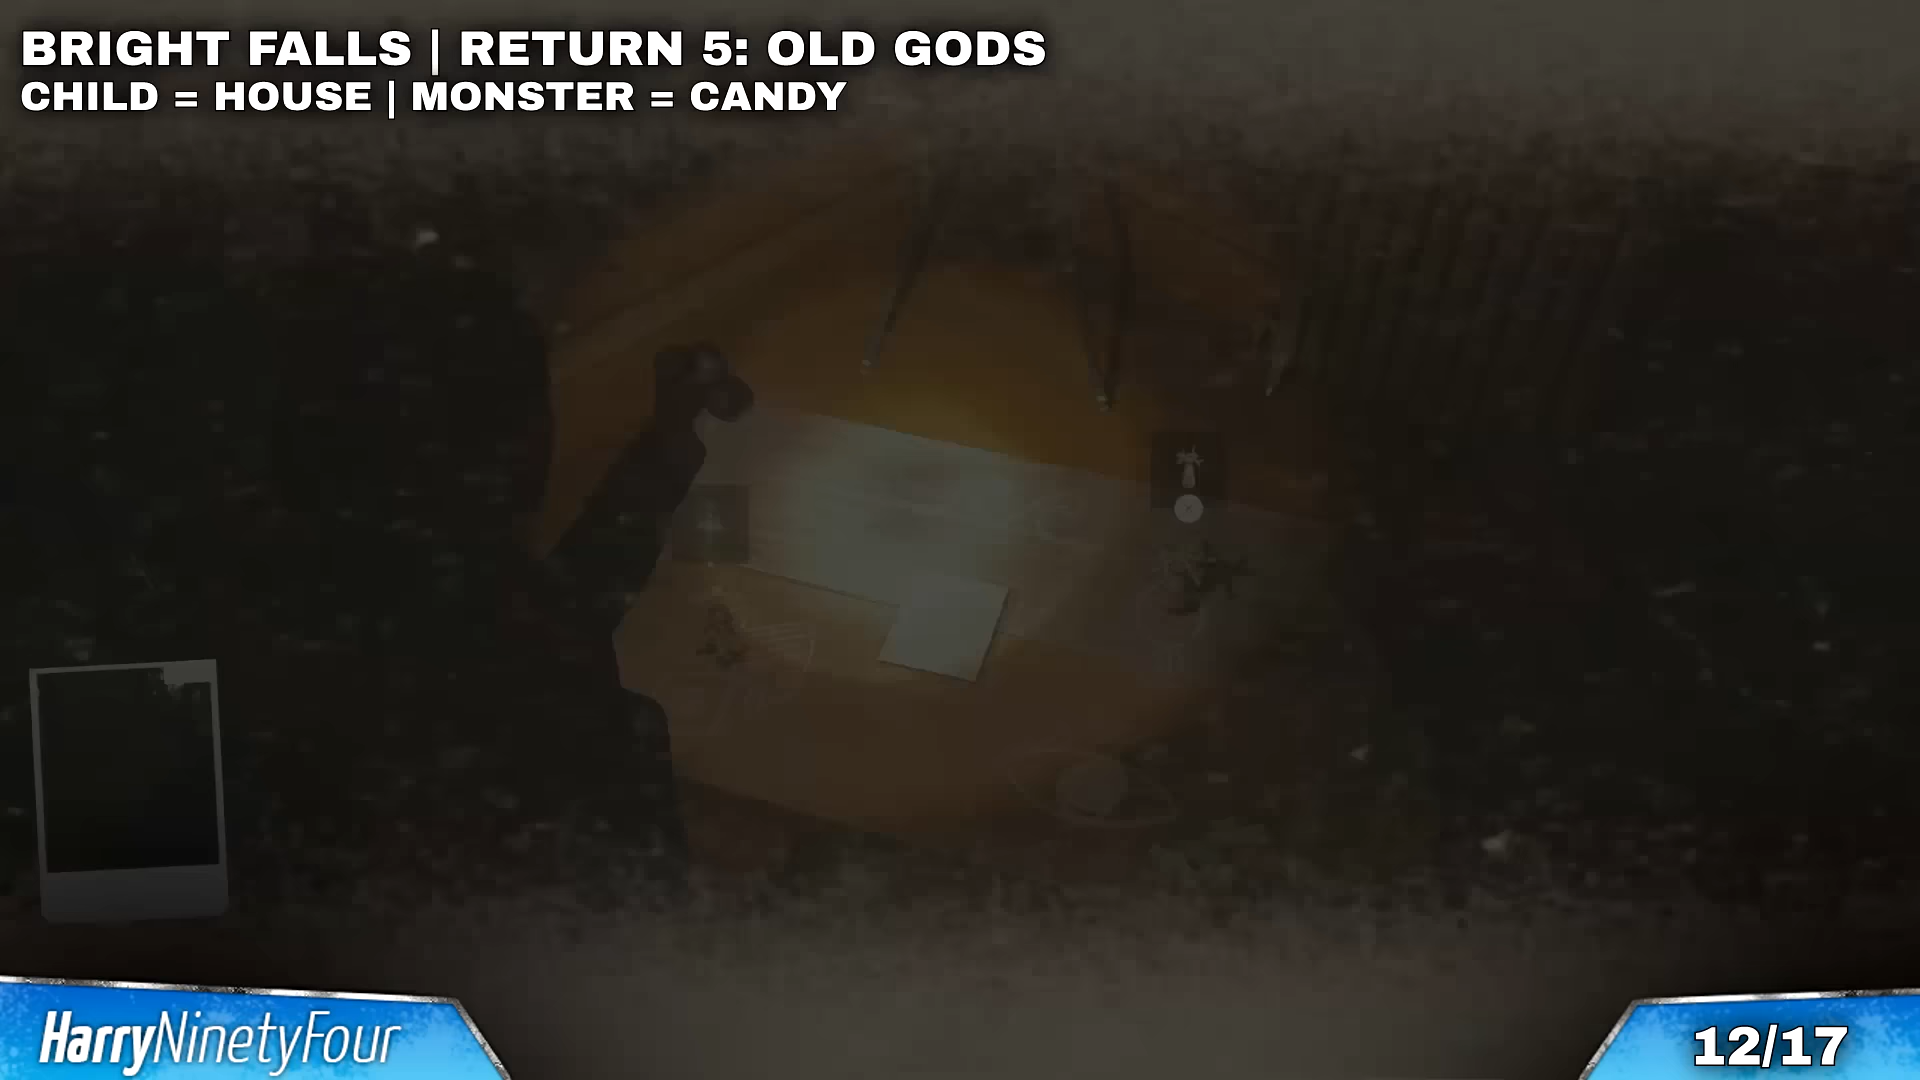 BRIGHT FALLS | RETURN 5: OLD GODS
CHILD = HOUSE | MONSTER = CANDY
HarryNinetyFour
12/17